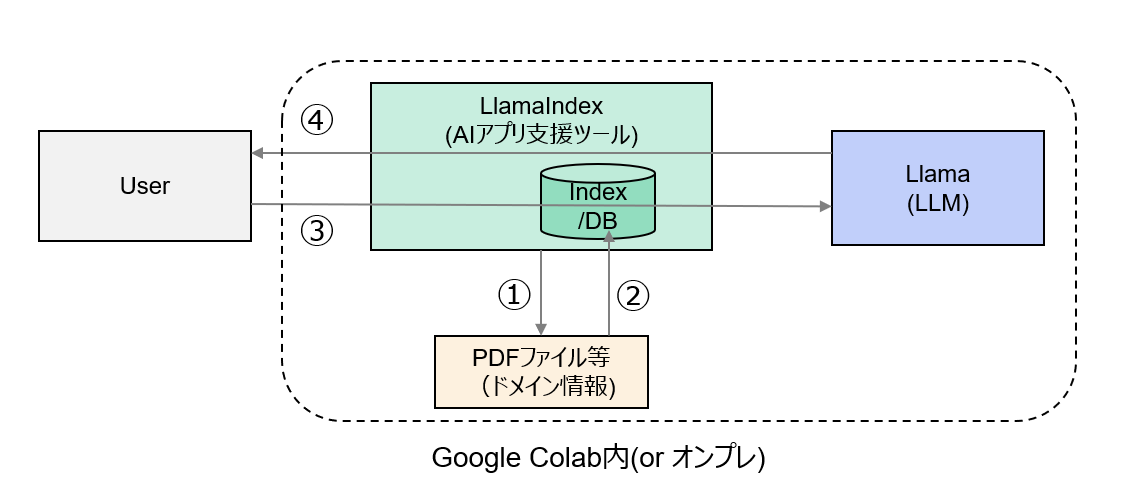 ④
LlamaIndex
(AIアプリ支援ツール)
User
Index
/DB
Llama
(LLM)
③
①
②
PDFファイル等
（ドメイン情報)
Google Colab内(or オンプレ)